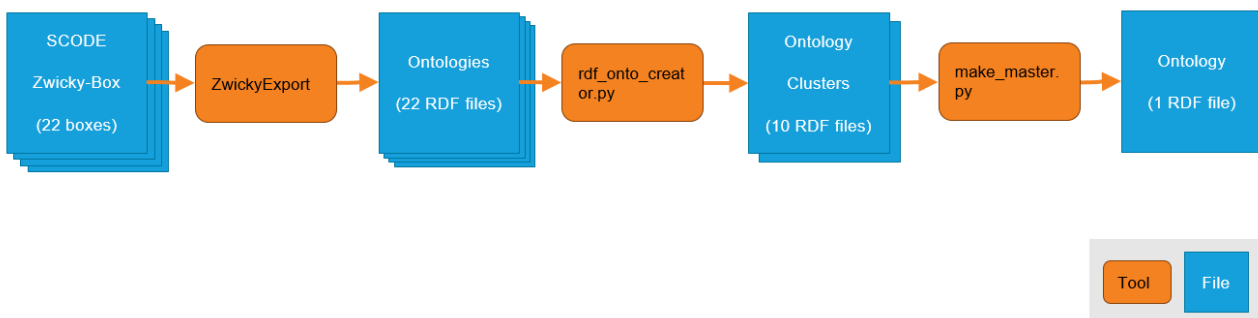 SCODE
Zwicky-Box
(22 boxes)
ZwickyExport
Ontologies
(22 RDF files)
rdf_onto_creat
or.py
Ontology
Clusters
(10 RDF files)
make_master.
py
Ontology
(1 RDF file)
Tool
File